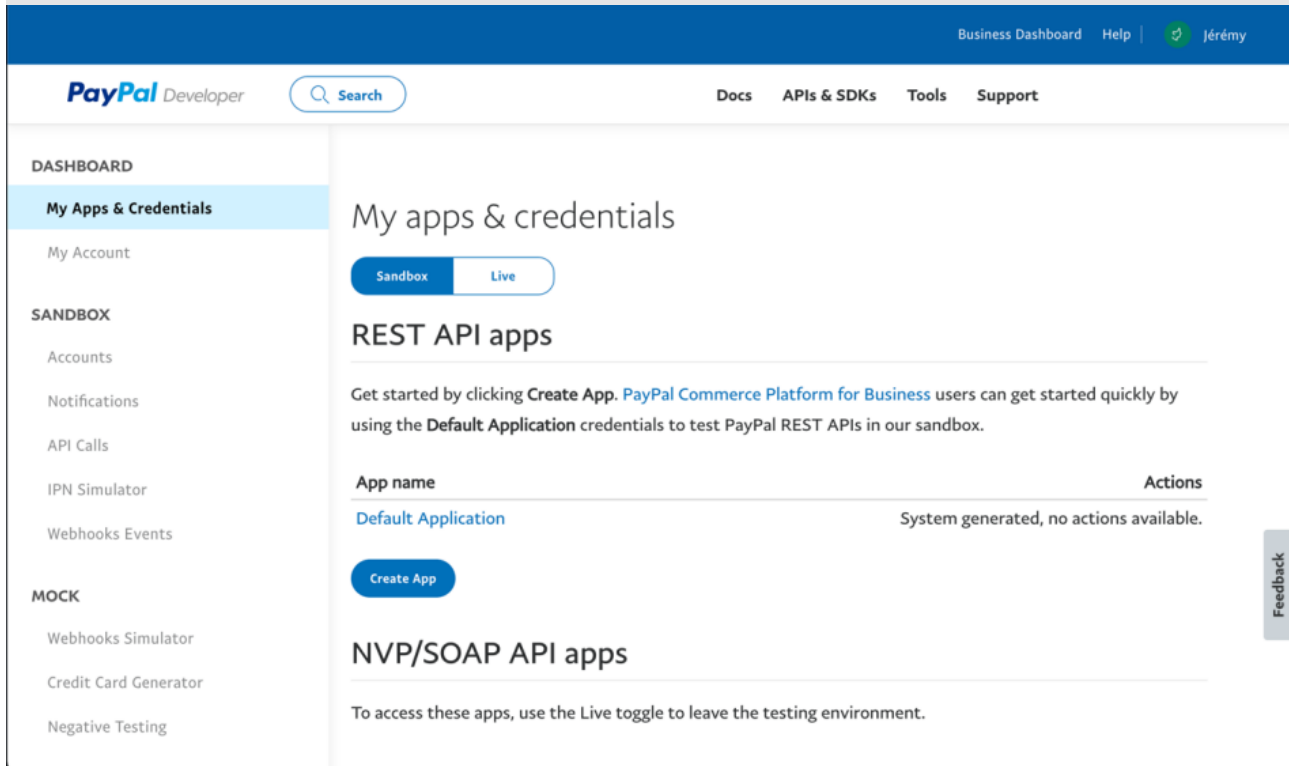 Business Dashboard Help Jérémy
PayPal Developer Search Docs APIs & SDKs Tools Support
DASHBOARD
My Apps & Credentials
My Account
SANDBOX
Accounts
Notifications
API Calls
IPN Simulator
Webhooks Events
MOCK
Webhooks Simulator
Credit Card Generator
Negative Testing
My apps & credentials
Sandbox Live
REST API apps
Get started by clicking Create App. PayPal Commerce Platform for Business users can get started quickly by
using the Default Application credentials to test PayPal REST APIs in our sandbox.
App name Actions
Default Application System generated, no actions available.
Create App
NVP/SOAP API apps
To access these apps, use the Live toggle to leave the testing environment.
Feedback